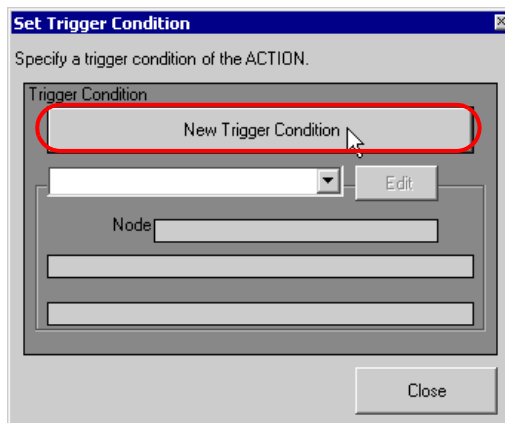 Set Trigger Condition
Specify a trigger condition of the ACTION.
Trigger Condition
New Trigger Condition
Edit
Node
Close